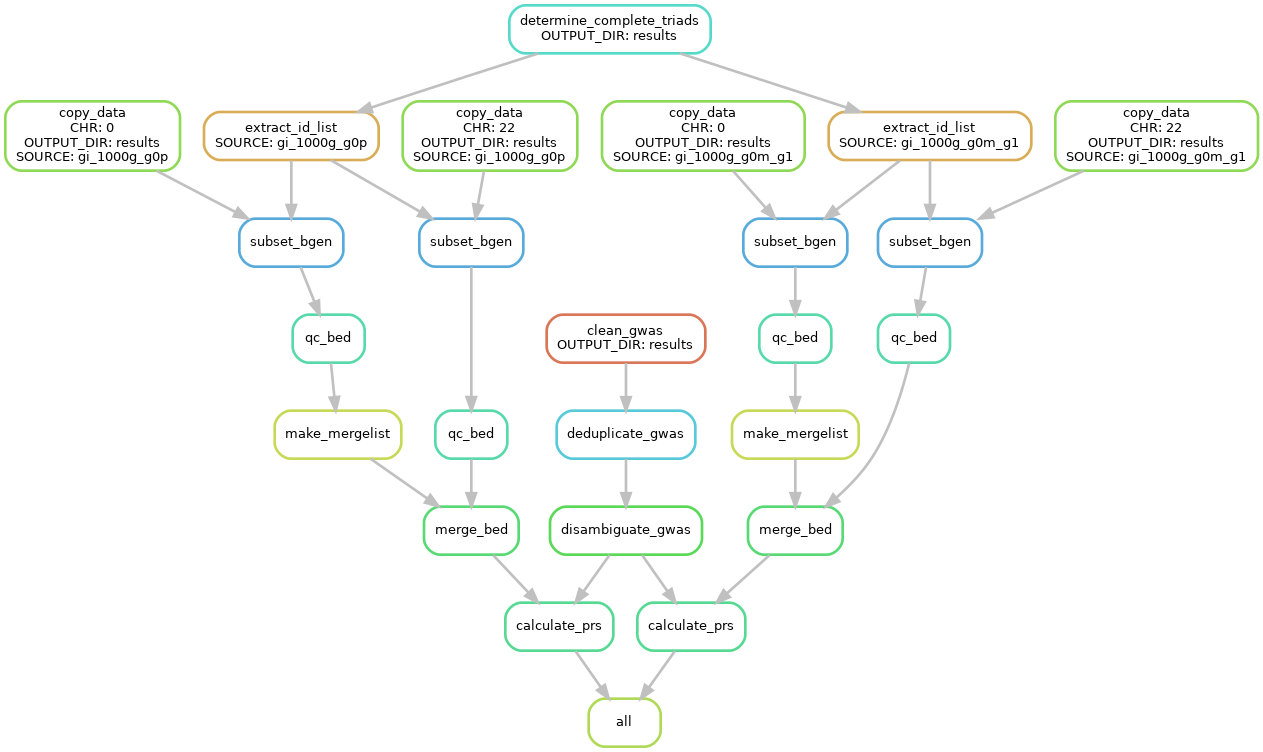 determine_complete_triads
OUTPUT_DIR: results
copy_data
CHR: 0
OUTPUT_DIR: results
SOURCE: gi_1000g_g0p
extract_id_list
SOURCE: gi_1000g_g0p
copy_data
CHR: 22
OUTPUT_DIR: results
SOURCE: gi_1000g_g0p
copy_data
CHR: 0
OUTPUT_DIR: results
SOURCE: gi_1000g_g0m_g1
extract_id_list
SOURCE: gi_1000g_g0m_g1
copy_data
CHR: 22
OUTPUT_DIR: results
SOURCE: gi_1000g_g0m_g1
subset_bgen
subset_bgen
subset_bgen
subset_bgen
qc_bed
clean_gwas
OUTPUT_DIR: results
qc_bed
qc_bed
make_mergelist
qc_bed
deduplicate_gwas
make_mergelist
merge_bed
disambiguate_gwas
merge_bed
calculate_prs
calculate_prs
all